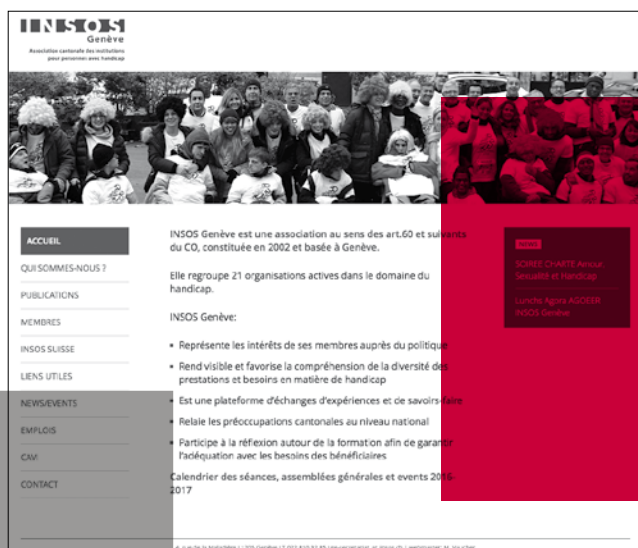 INSOS
Genève
Association cantonale des institutions
pour personnes avec handicap
ACCUEIL
QUI SOMMES-NOUS ?
PUBLICATIONS
MEMBRES
INSOS SUISSE
LIENS UTILES
NEWS/EVENTS
EMPLOIS
CAVI
CONTACT
INSOS Genève est une association au sens des art.60 et suivants
du CO, constituée en 2002 et basée à Genève.
Elle regroupe 21 organisations actives dans le domaine du
handicap.
INSOS Genève:
Représente les intérêts de ses membres auprès du politique
Rend visible et favorise la compréhension de la diversité des
prestations et besoins en matière de handicap
Est une plateforme d'échanges d'expériences et de savoirs-faire
Relaie les préoccupations cantonales au niveau national
Participe à la réflexion autour de la formation afin de garantir
l'adéquation avec les besoins des bénéficiaires
Calendrier des séances, assemblées générales et events 2016-
2017
NEWS
SOIREE CHARTE Amour,
Sexualité et Handicap
Lunchs Agora AGOEER
INSOS Genève